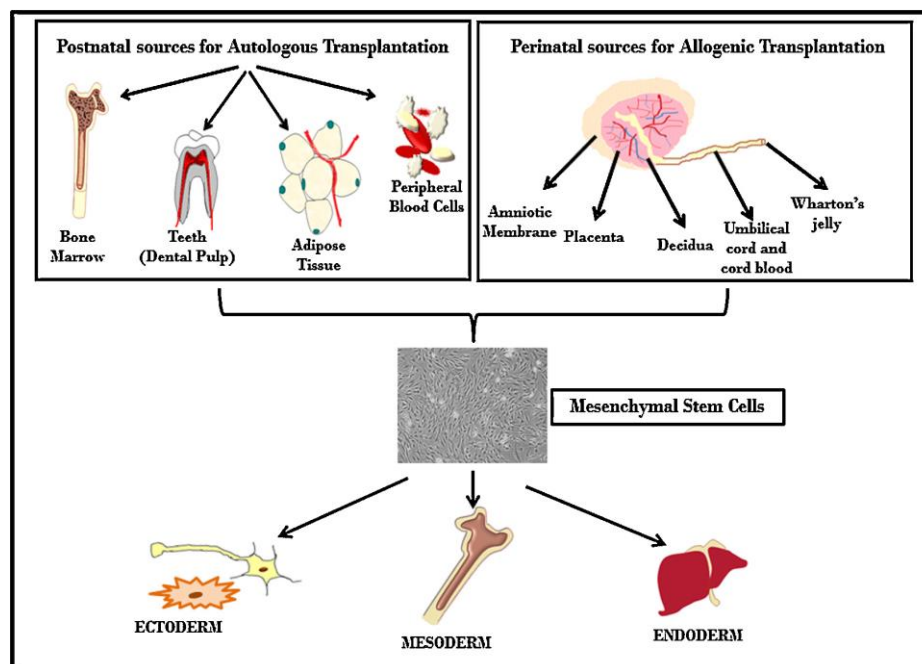 Postnatal sources for Autologous Transplantation
Bone
Marrow
Teeth
(Dental Pulp)
Adipose
Tissue
Peripheral
Blood Cells
Perinatal sources for Allogenic Transplantation
Amniotic
Membrane
Placenta
Decidua
Umbilical
cord and
cord blood
Wharton's
jelly
Mesenchymal Stem Cells
ECTODERM
MESODERM
ENDODERM